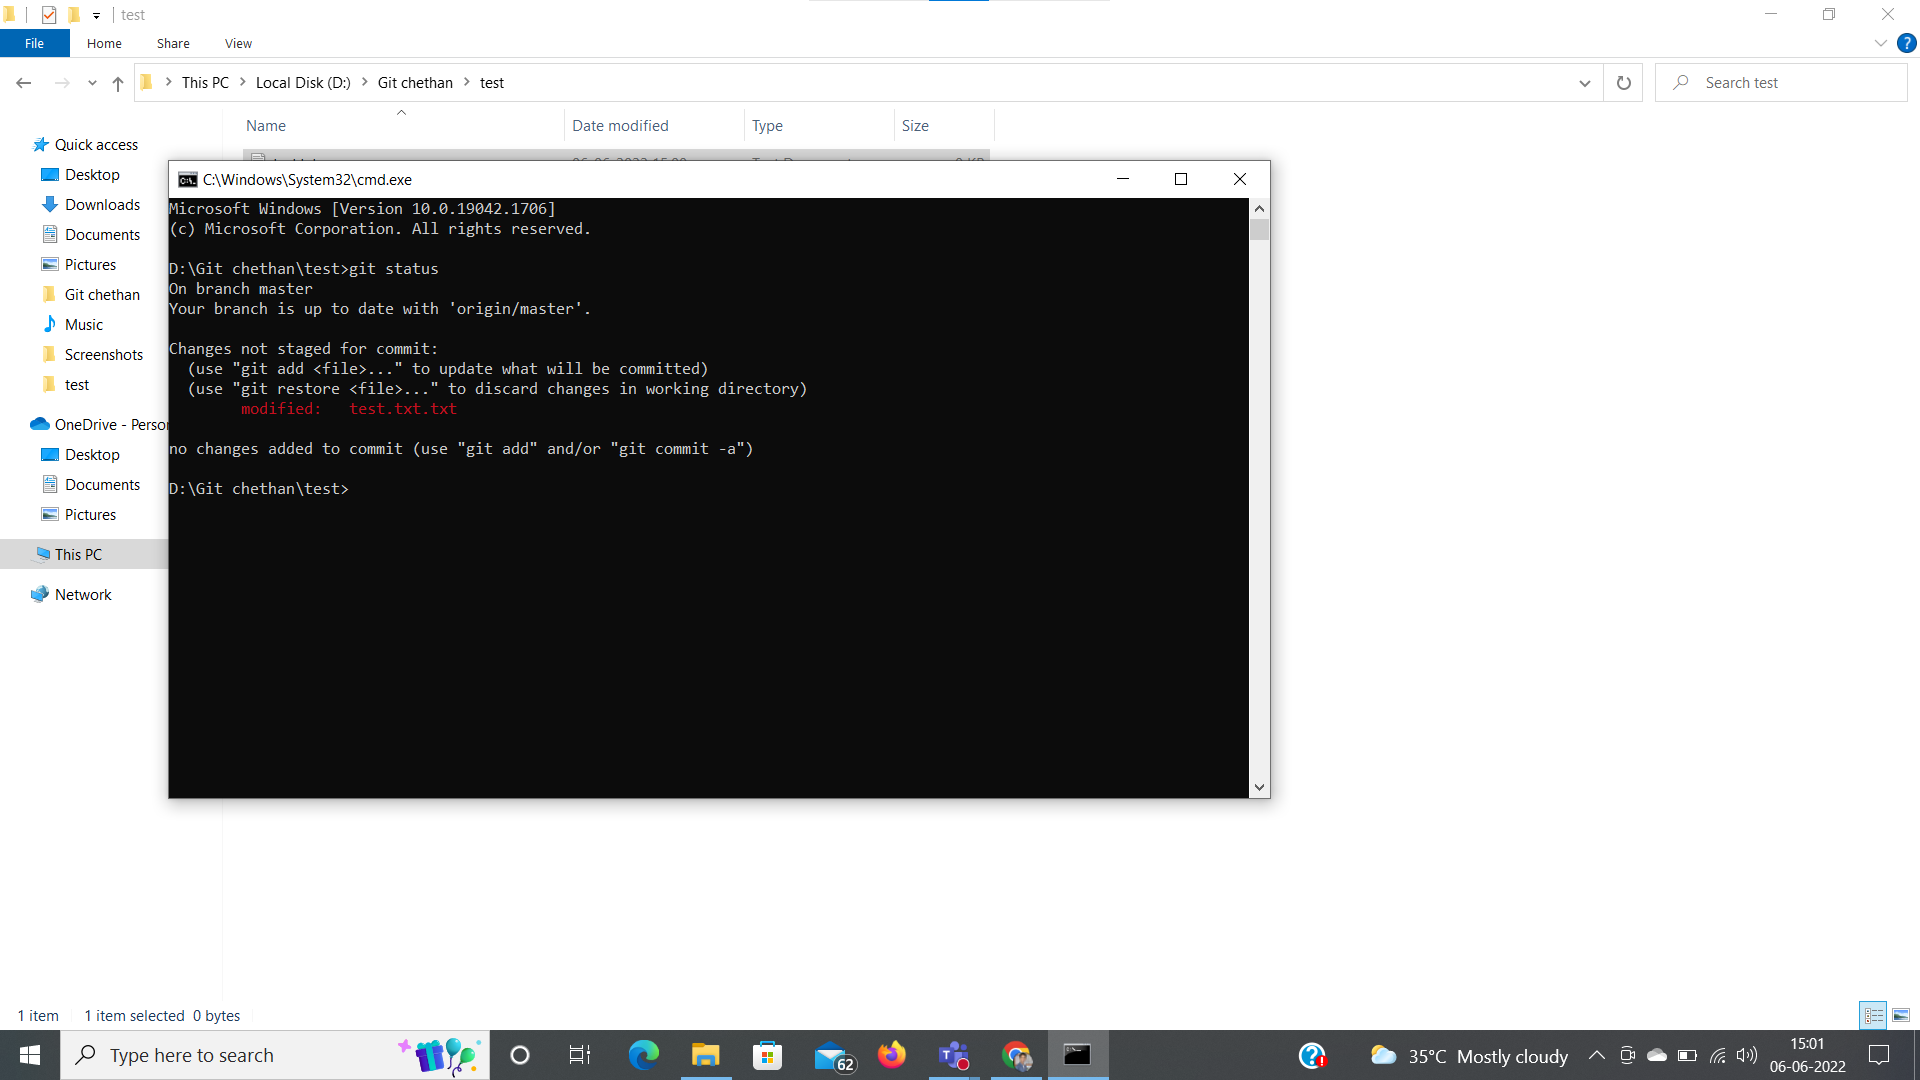 test
File
Home
Share
View
This PC
Local Disk (D:)
Git chethan
test
Search test
Name
Date modified
Type
Size
Quick access
Desktop
Downloads
Documents
Pictures
Git chethan
Music
Screenshots
test
OneDrive - Person
Desktop
Documents
Pictures
This PC
Network
C:\Windows\System32\cmd.exe
Microsoft Windows [Version 10.0.19042.1706]
(c) Microsoft Corporation. All rights reserved.
D:\Git chethan\test>git status
On branch master
Your branch is up to date with 'origin/master'.
Changes not staged for commit:
(use "git add <file>..." to update what will be committed)
(use "git restore <file>..." to discard changes in working directory)
modified:   test.txt.txt
no changes added to commit (use "git add" and/or "git commit -a")
D:\Git chethan\test>
1 item
1 item selected  0 bytes
Type here to search
62
35°C  Mostly cloudy
15:01
06-06-2022